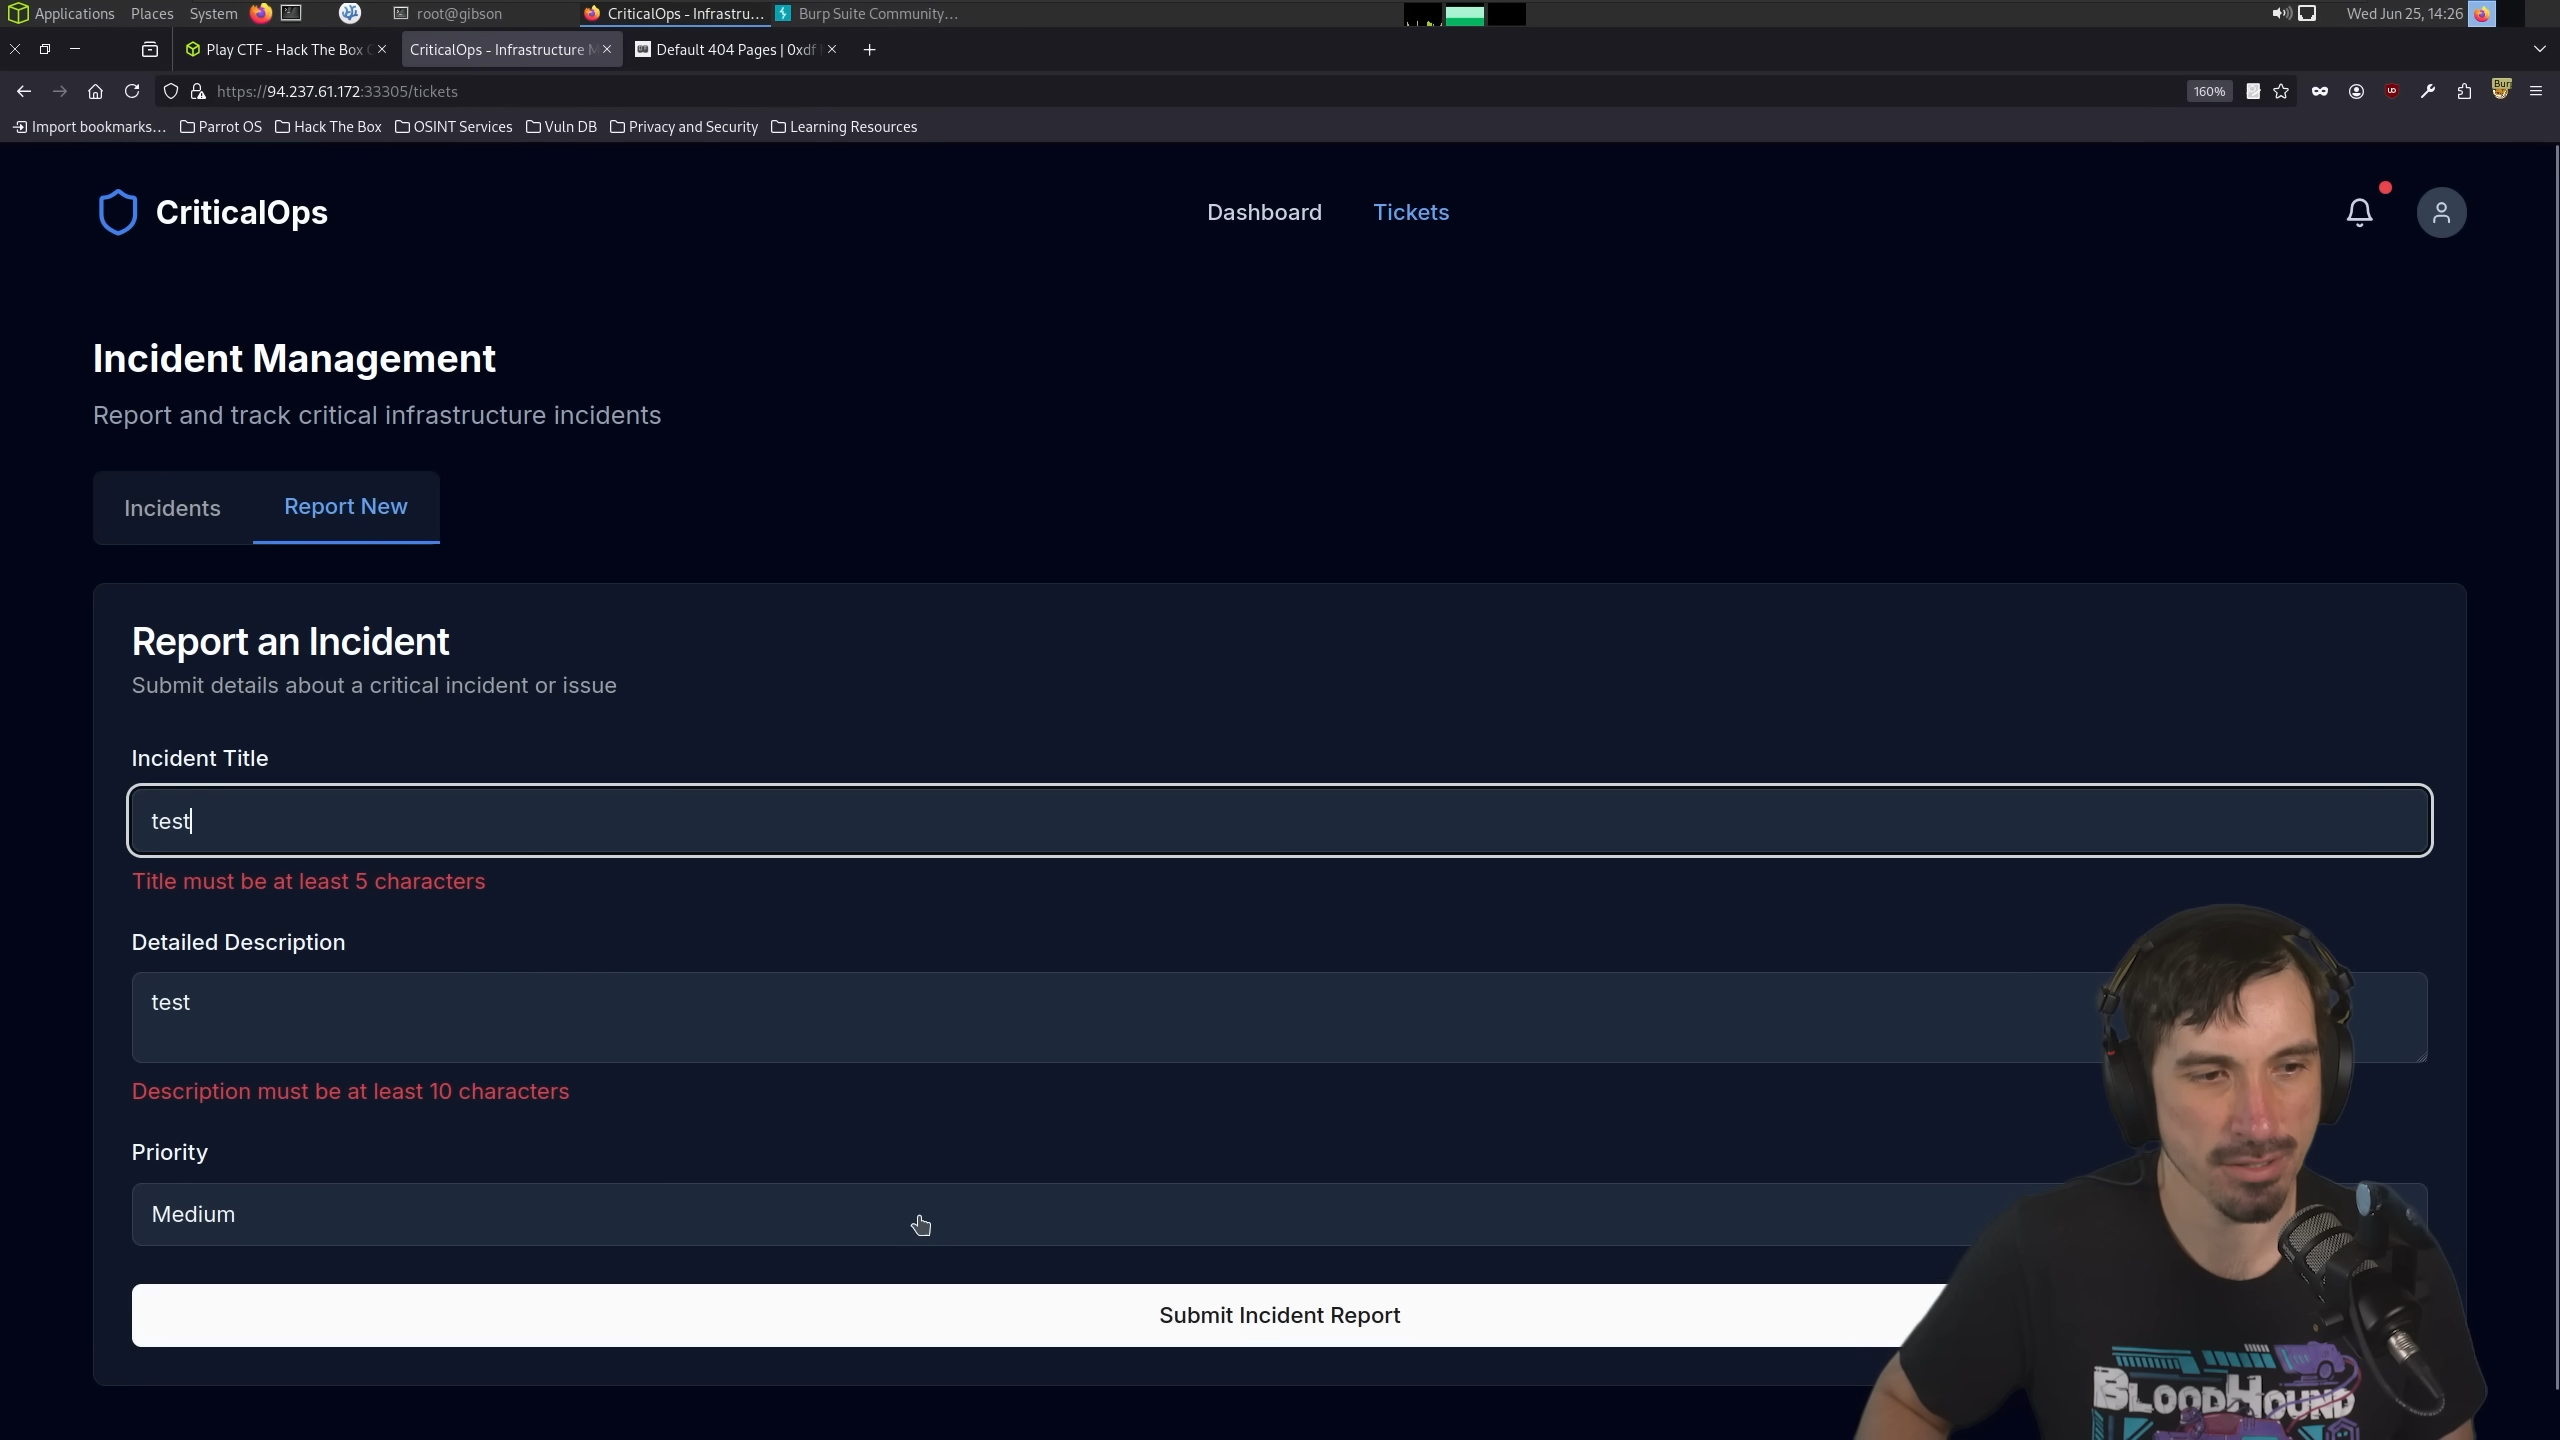 Applications Places System root@gibson CriticalOps - Infrastru... Burp Suite Community... Wed Jun 25, 14:26
Play CTF - Hack The Box CriticalOps - Infrastructure Default 404 Pages | 0xdf
https://94.237.61.172:33305/tickets 160%
Import bookmarks... Parrot OS Hack The Box OSINT Services Vuln DB Privacy and Security Learning Resources
CriticalOps Dashboard Tickets
Incident Management
Report and track critical infrastructure incidents
Incidents Report New
Report an Incident
Submit details about a critical incident or issue
Incident Title
test
Title must be at least 5 characters
Detailed Description
test
Description must be at least 10 characters
Priority
Medium
Submit Incident Report
BLOODHOUND